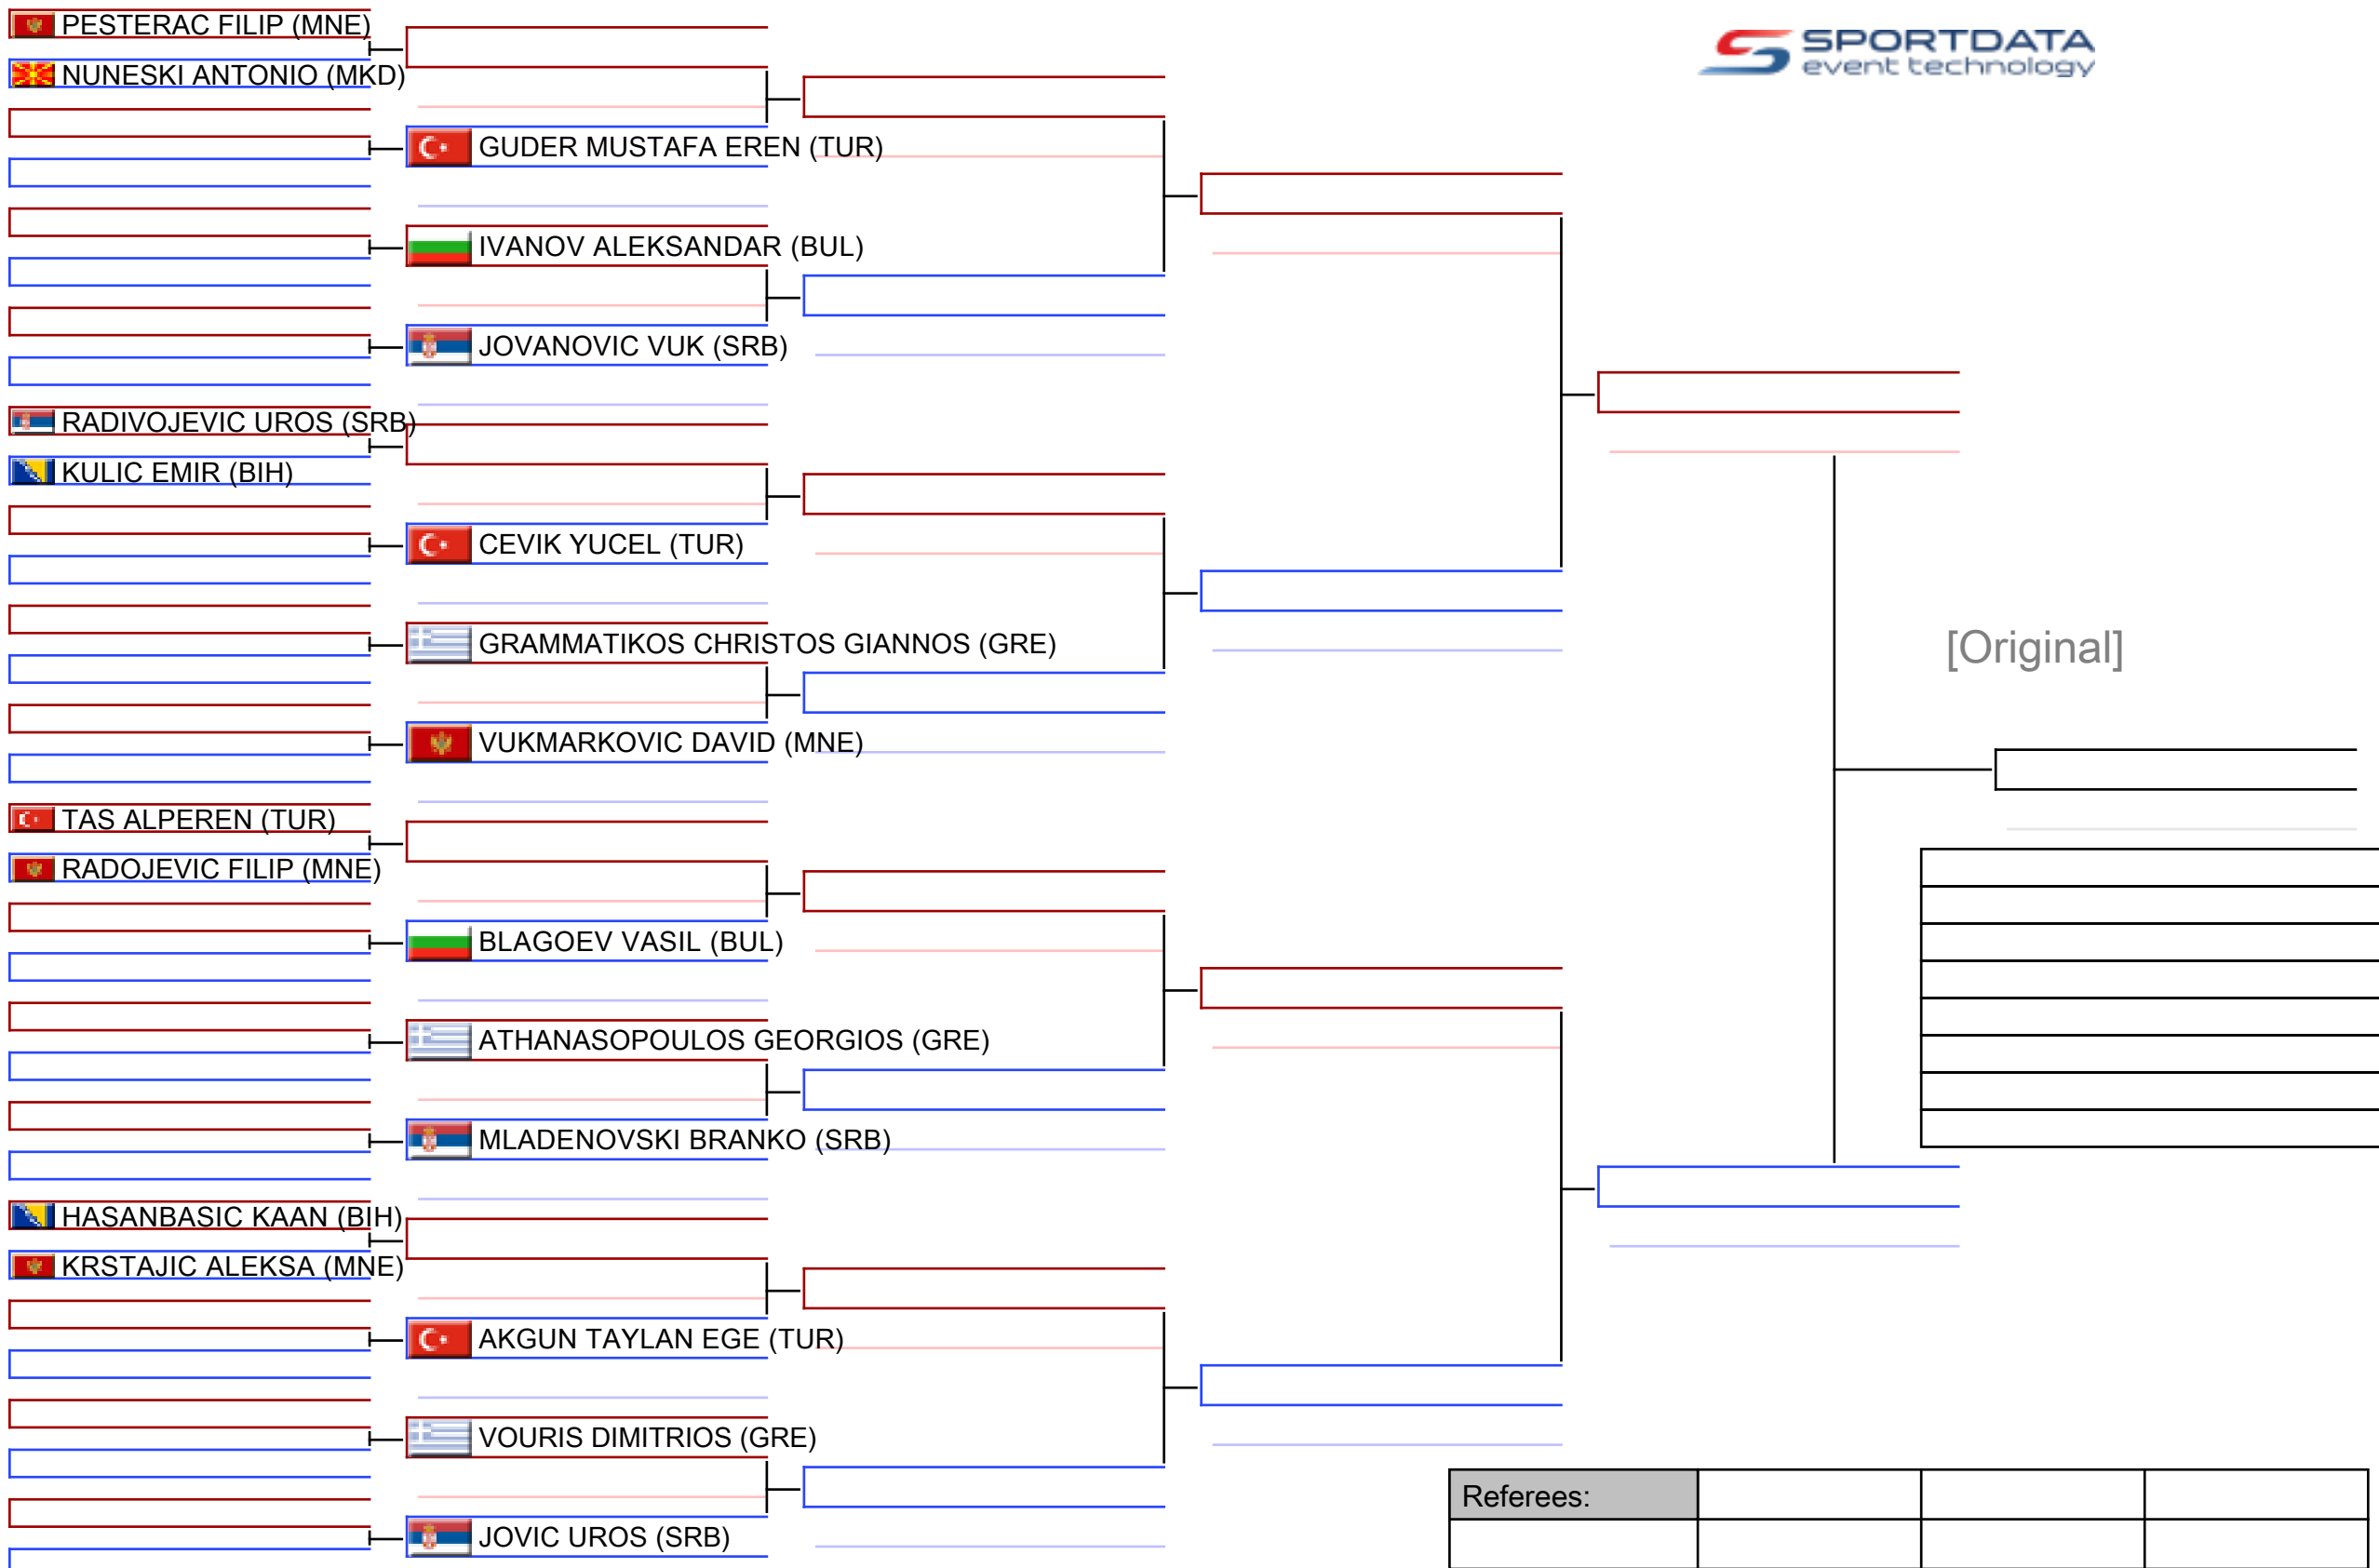 PESTERAC FILIP (MNE)
NUNESKI ANTONIO (MKD)
SPORTDATA
event technology
GUDER MUSTAFA EREN (TUR)
IVANOV ALEKSANDAR (BUL)
JOVANOVIC VUK (SRB)
RADIVOJEVIC UROS (SRB)
KULIC EMIR (BIH)
CEVIK YUCEL (TUR)
GRAMMATIKOS CHRISTOS GIANNOS (GRE)
[Original]
VUKMARKOVIC DAVID (MNE)
TAS ALPEREN (TUR)
RADOJEVIC FILIP (MNE)
BLAGOEV VASIL (BUL)
ATHANASOPOULOS GEORGIOS (GRE)
MLADENOVSKI BRANKO (SRB)
HASANBASIC KAAN (BIH)
KRSTAJIC ALEKSA (MNE)
AKGUN TAYLAN EGE (TUR)
VOURIS DIMITRIOS (GRE)
Referees:
JOVIC UROS (SRB)